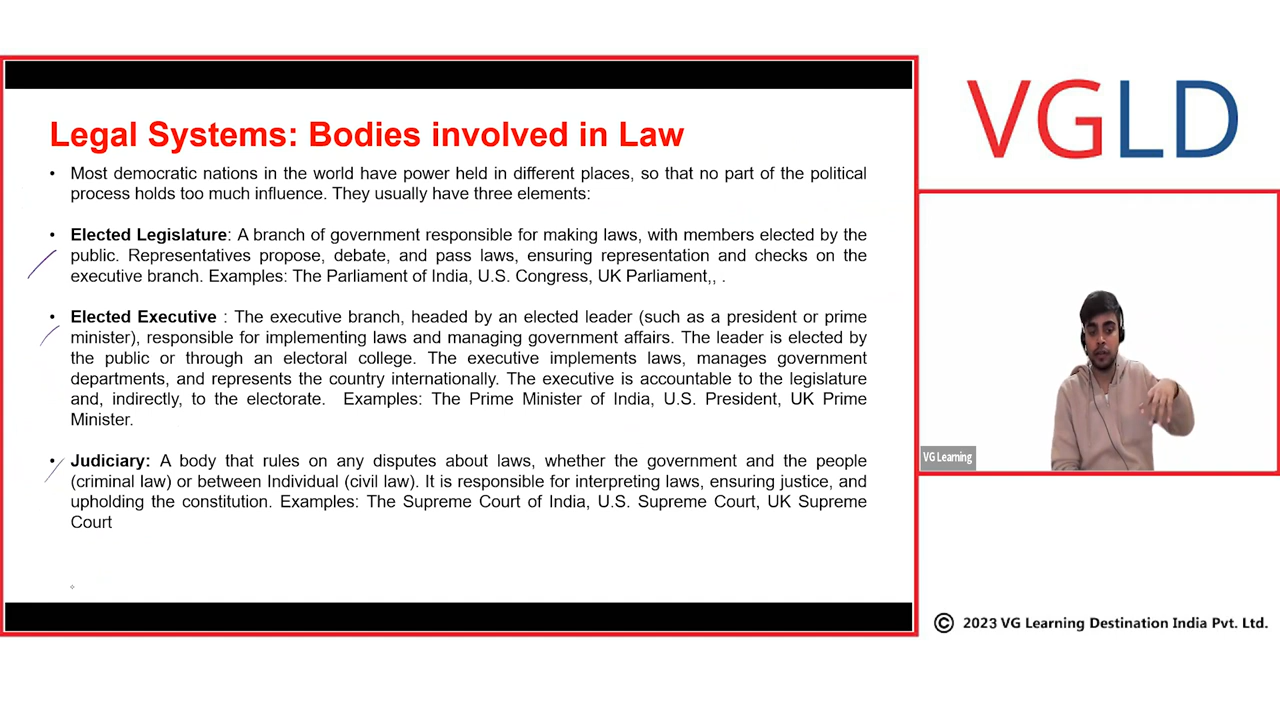 Legal Systems: Bodies involved in Law
• Most democratic nations in the world have power held in different places, so that no part of the political
process holds too much influence. They usually have three elements:
• Elected Legislature: A branch of government responsible for making laws, with members elected by the
public. Representatives propose, debate, and pass laws, ensuring representation and checks on the
executive branch. Examples: The Parliament of India, U.S. Congress, UK Parliament,, .
• Elected Executive : The executive branch, headed by an elected leader (such as a president or prime
minister), responsible for implementing laws and managing government affairs. The leader is elected by
the public or through an electoral college. The executive implements laws, manages government
departments, and represents the country internationally. The executive is accountable to the legislature
and, indirectly, to the electorate. Examples: The Prime Minister of India, U.S. President, UK Prime
Minister.
• Judiciary: A body that rules on any disputes about laws, whether the government and the people
(criminal law) or between Individual (civil law). It is responsible for interpreting laws, ensuring justice, and
upholding the constitution. Examples: The Supreme Court of India, U.S. Supreme Court, UK Supreme
Court
VGLD
VG Learning
© 2023 VG Learning Destination India Pvt. Ltd.